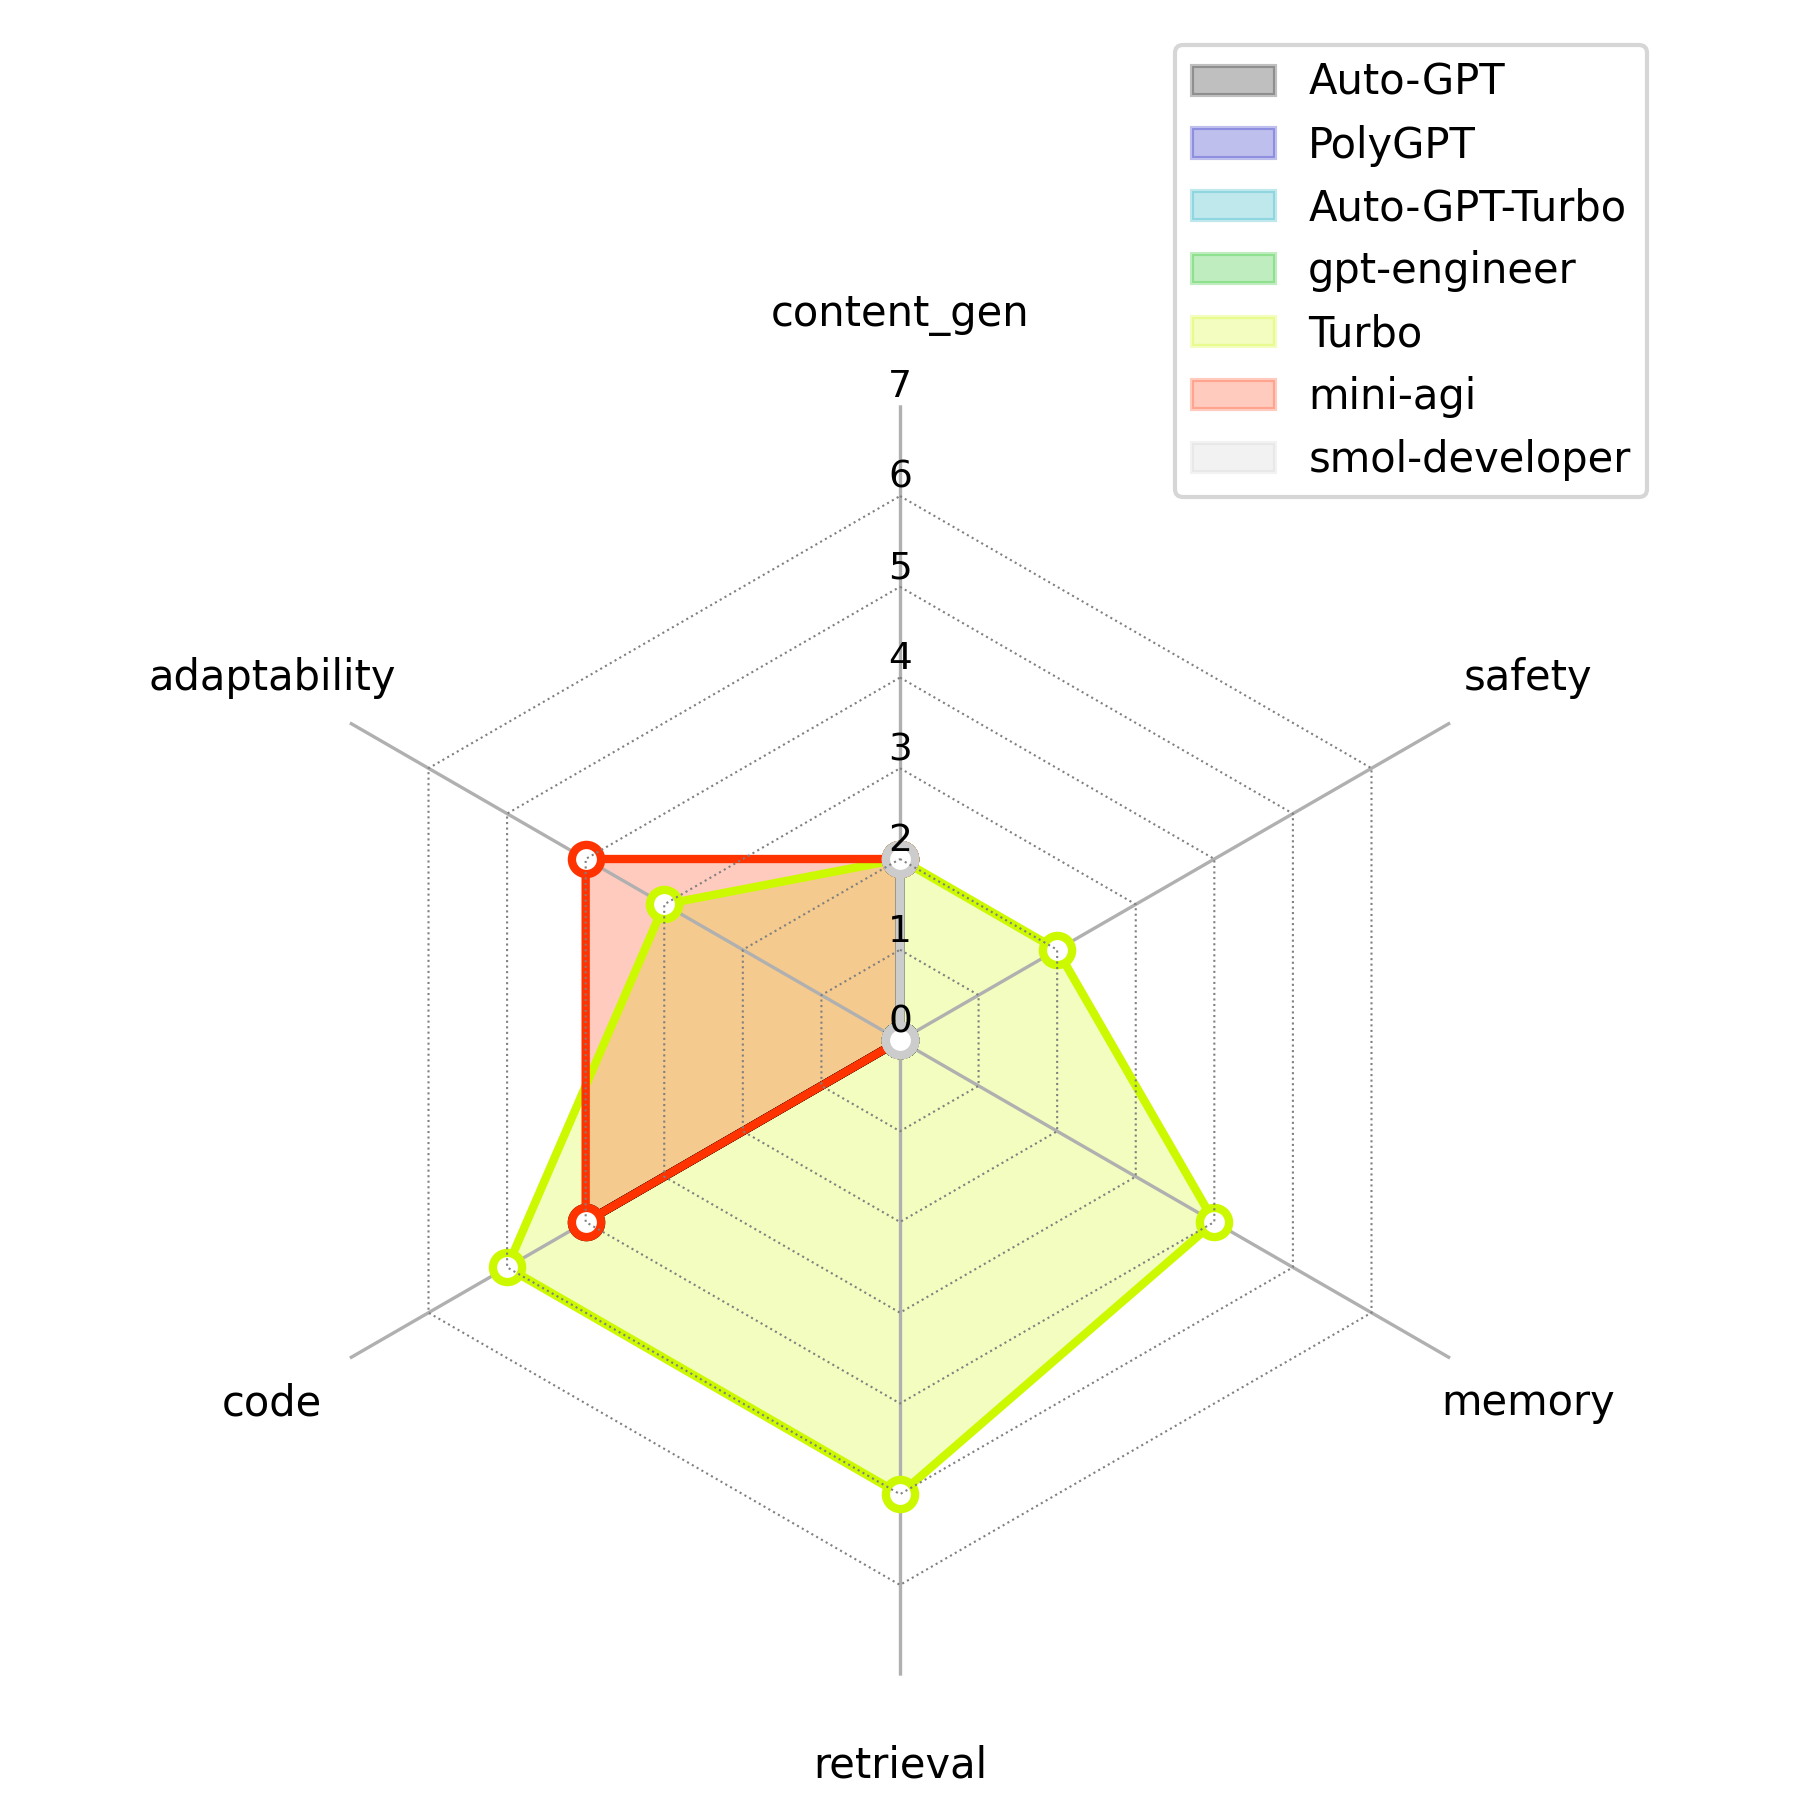 Auto-GPT
PolyGPT
Auto-GPT-Turbo
gpt-engineer
Turbo
mini-agi
smol-developer
content_gen
7
6
5
4
3
2
1
0
adaptability
safety
code
memory
retrieval